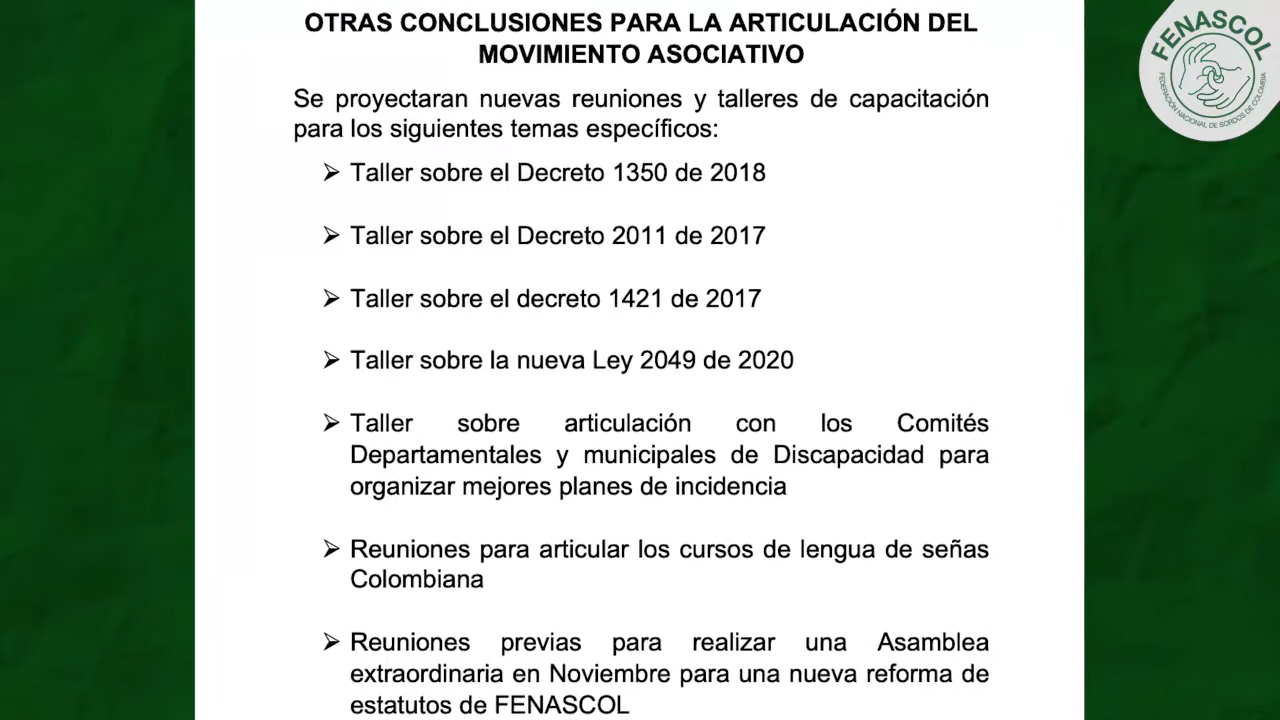 OTRAS CONCLUSIONES PARA LA ARTICULACIÓN DEL
MOVIMIENTO ASOCIATIVO
Se proyectaran nuevas reuniones y talleres de capacitación
para los siguientes temas específicos:
➢ Taller sobre el Decreto 1350 de 2018
➢ Taller sobre el Decreto 2011 de 2017
➢ Taller sobre el decreto 1421 de 2017
➢ Taller sobre la nueva Ley 2049 de 2020
➢ Taller sobre articulación con los Comités
Departamentales y municipales de Discapacidad para
organizar mejores planes de incidencia
➢ Reuniones para articular los cursos de lengua de señas
Colombiana
➢ Reuniones previas para realizar una Asamblea
extraordinaria en Noviembre para una nueva reforma de
estatutos de FENASCOL
FENASCOL
FEDERACIÓN NACIONAL DE SORDOS DE COLOMBIA